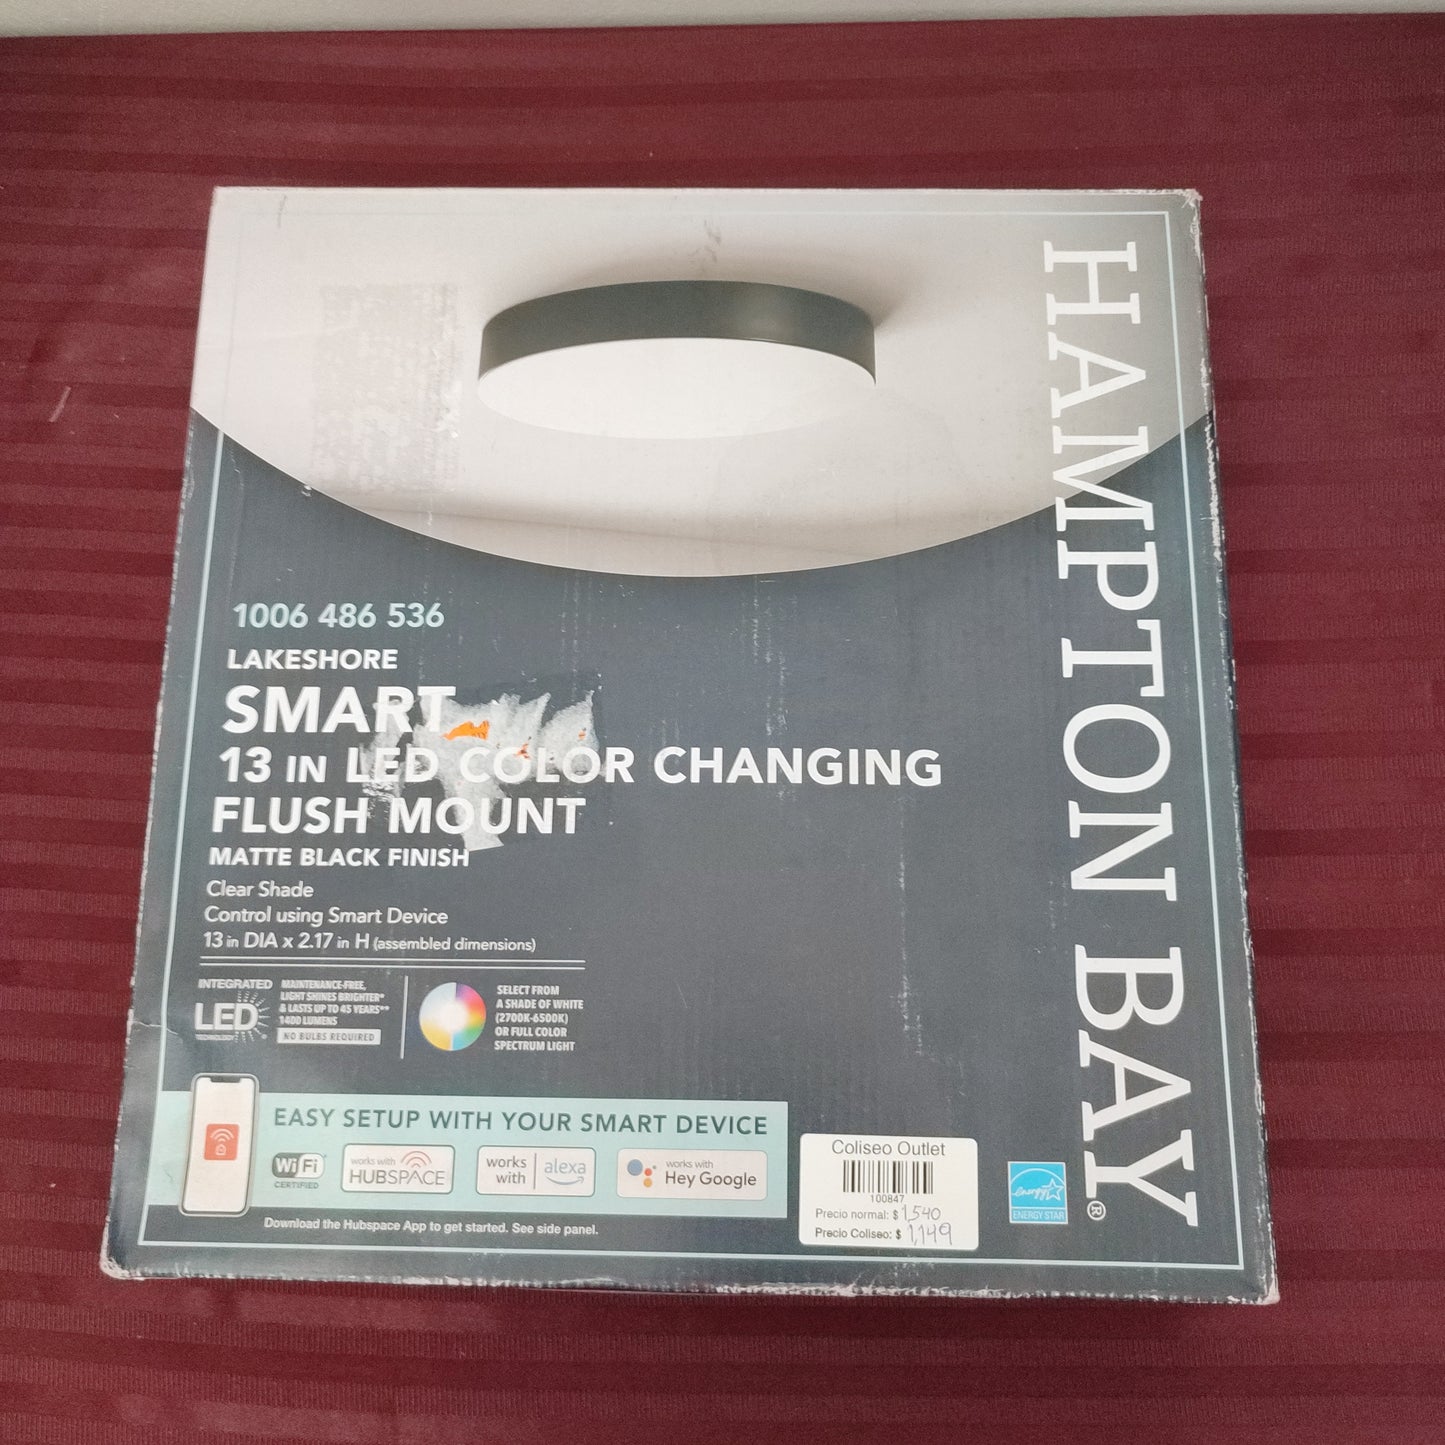 HAMPTON BAY®
1006 486 536
LAKESHORE
SMART
13 IN LED COLOR CHANGING
FLUSH MOUNT
MATTE BLACK FINISH
Clear Shade
Control using Smart Device
13 in DIA x 2.17 in H (assembled dimensions)
INTEGRATED
LED
TECHNOLOGY
MAINTENANCE-FREE,
LIGHT SHINES BRIGHTER*
& LASTS UP TO 45 YEARS**
1400 LUMENS
NO BULBS REQUIRED
SELECT FROM
A SHADE OF WHITE
(2700K-6500K)
OR FULL COLOR
SPECTRUM LIGHT
EASY SETUP WITH YOUR SMART DEVICE
WiFi
CERTIFIED
works with
HUBSPACE
works
with
alexa
works with
Hey Google
Download the Hubspace App to get started. See side panel.
Coliseo Outlet
100847
Precio normal: $ 1,540
Precio Coliseo: $ 1,149
energy
ENERGY STAR